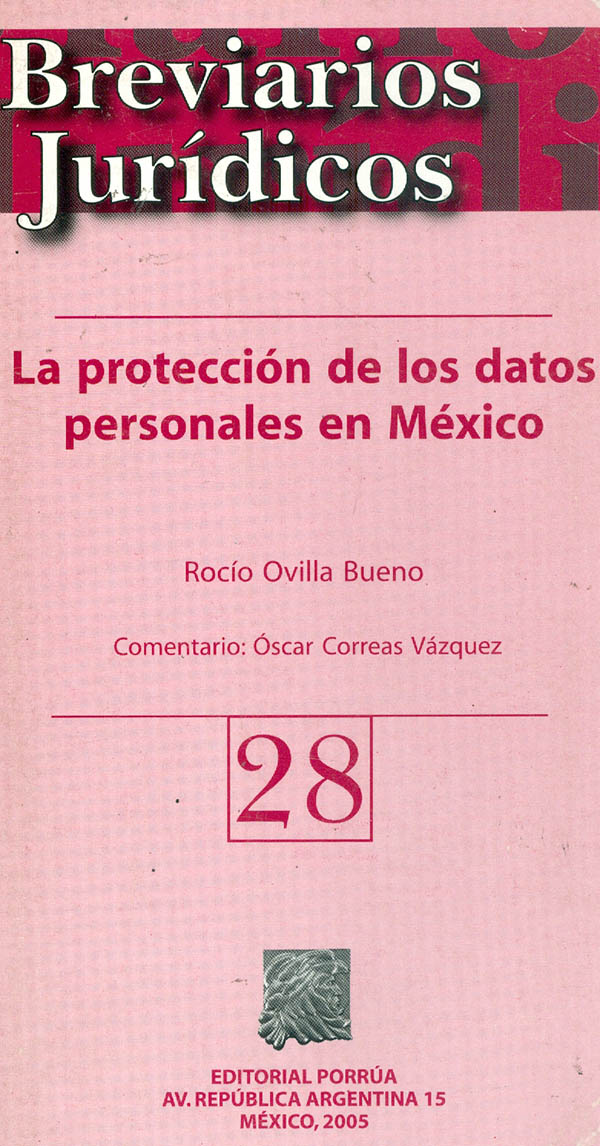 Breviarios
Jurídicos
La protección de los datos
personales en México
Rocío Ovilla Bueno
Comentario: Óscar Correas Vázquez
28
EDITORIAL PORRÚA
AV. REPÚBLICA ARGENTINA 15
MÉXICO, 2005